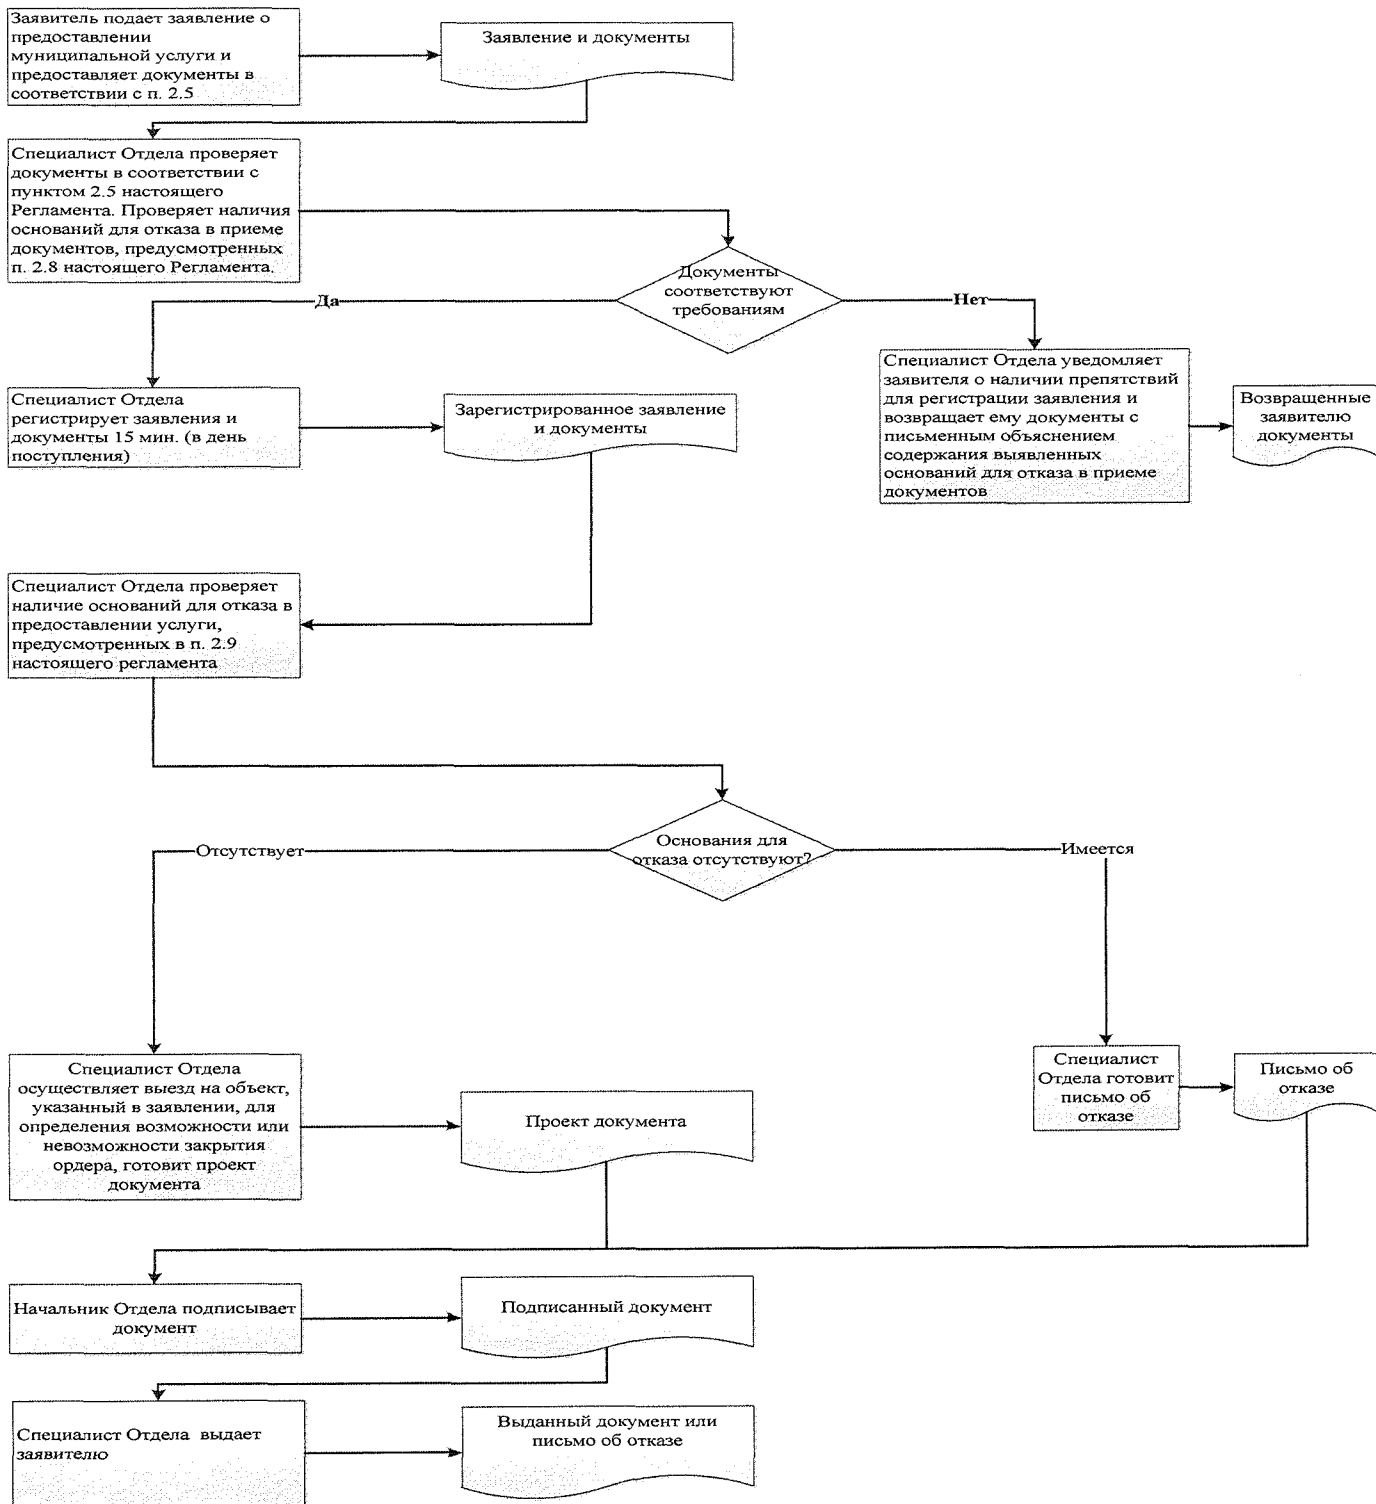 Заявитель подает заявление о
предоставлении
муниципальной услуги и
предоставляет документы в
соответствии с п. 2.5
Заявление и документы
Специалист Отдела проверяет
документы в соответствии с
пунктом 2.5 настоящего
Регламента. Проверяет наличия
оснований для отказа в приеме
документов, предусмотренных
п. 2.8 настоящего Регламента.
Документы
соответствуют
требованиям
Да
Нет
Специалист Отдела
регистрирует заявления и
документы 15 мин. (в день
поступления)
Зарегистрированное заявление
и документы
Специалист Отдела уведомляет
заявителя о наличии препятствий
для регистрации заявления и
возвращает ему документы с
письменным объяснением
содержания выявленных
оснований для отказа в приеме
документов
Возвращенные
заявителю
документы
Специалист Отдела проверяет
наличие оснований для отказа в
предоставлении услуги,
предусмотренных в п. 2.9
настоящего регламента
Основания для
отказа отсутствуют?
Отсутствует
Имеется
Специалист Отдела
осуществляет выезд на объект,
указанный в заявлении, для
определения возможности или
невозможности закрытия
ордера, готовит проект
документа
Проект документа
Специалист
Отдела готовит
письмо об
отказе
Письмо об
отказе
Начальник Отдела подписывает
документ
Подписанный документ
Специалист Отдела выдает
заявителю
Выданный документ или
письмо об отказе